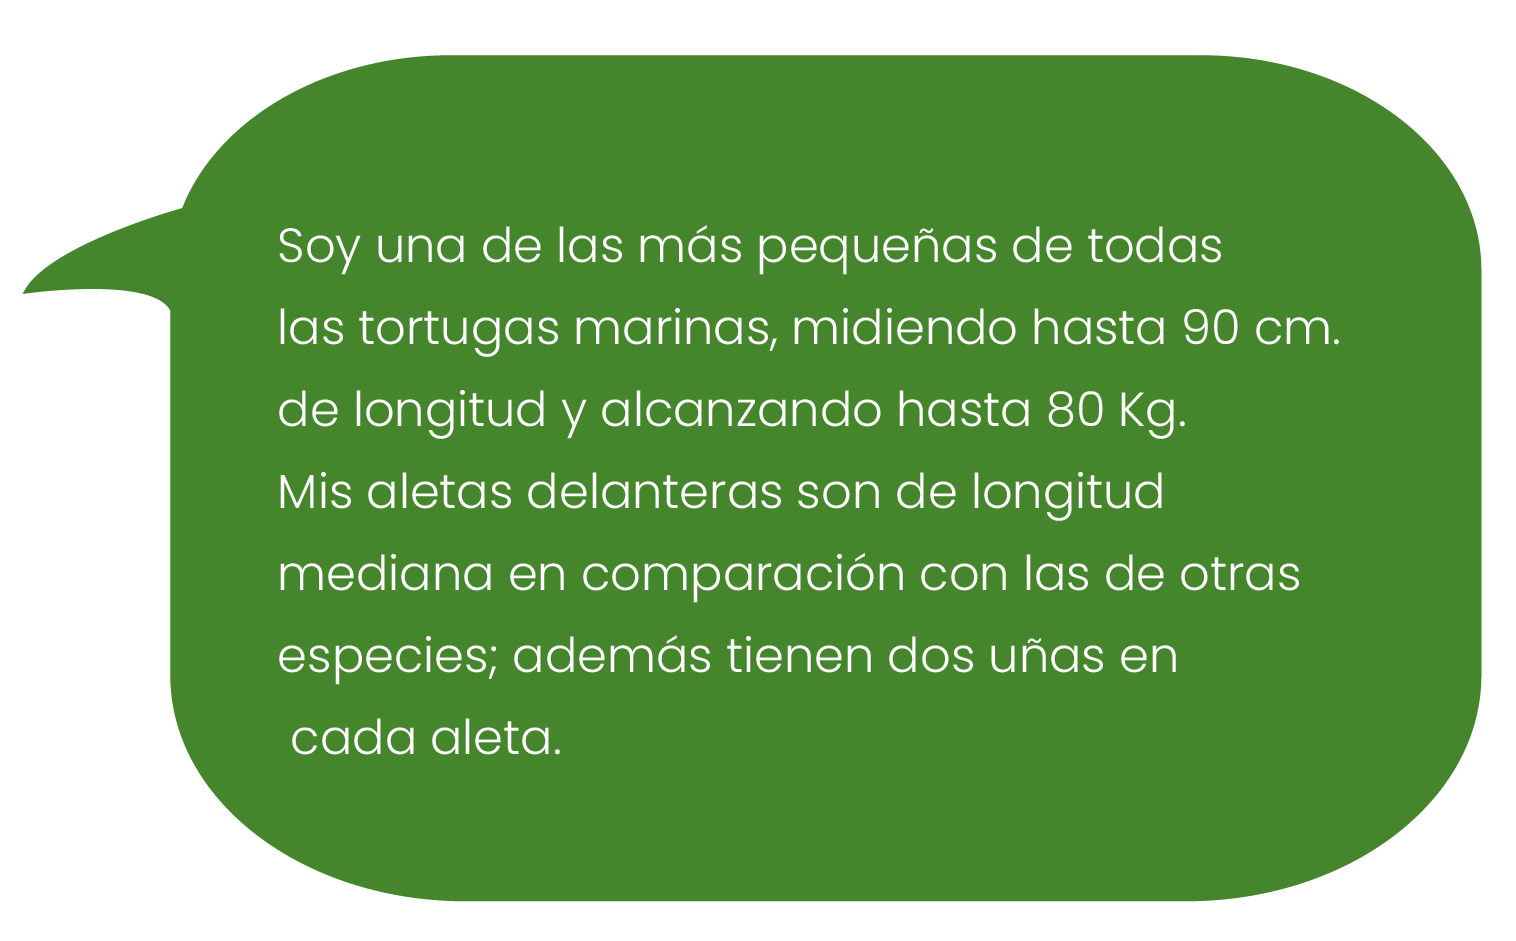 Soy una de las más pequeñas de todas
las tortugas marinas, midiendo hasta 90 cm.
de longitud y alcanzando hasta 80 Kg.
Mis aletas delanteras son de longitud
mediana en comparación con las de otras
especies; además tienen dos uñas en
cada aleta.